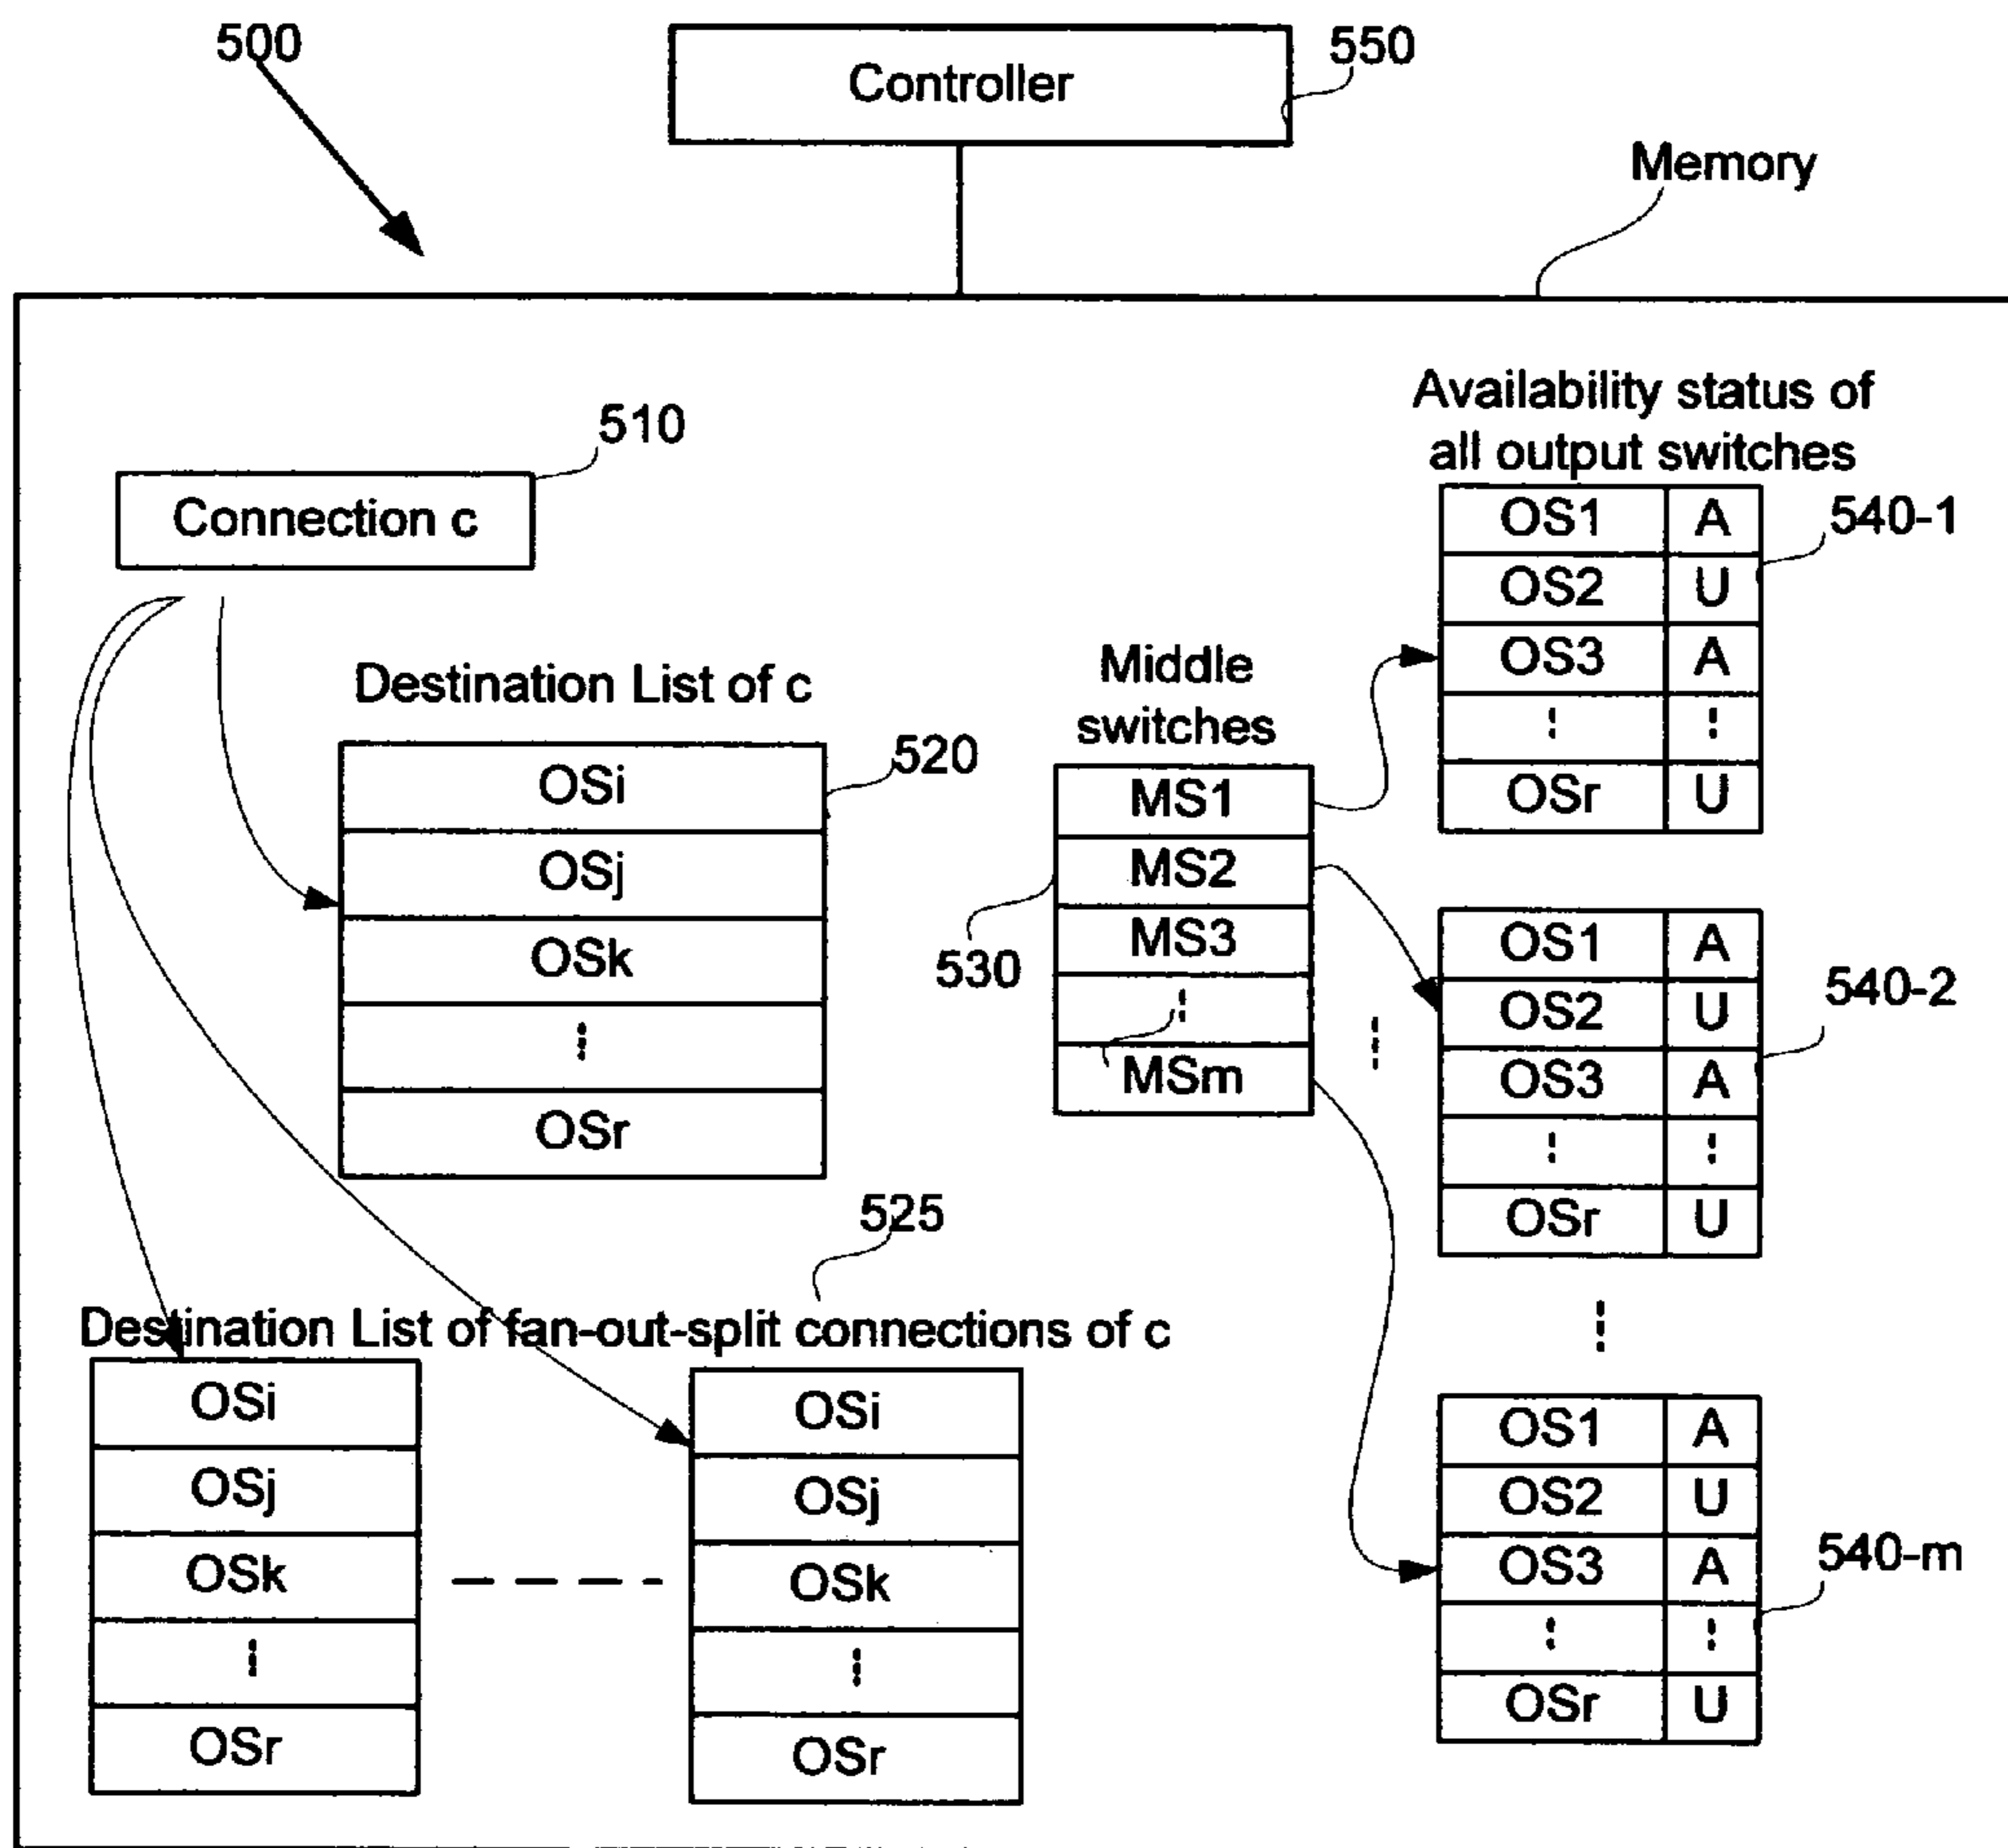 500
Controller
550
Memory
510
Connection c
Availability status of
all output switches
OS1 A
OS2 U
OS3 A
OSr U
540-1
Destination List of c
520
OSi
OSj
OSk
OSr
Middle
switches
MS1
MS2
MS3
MSm
530
OS1 A
OS2 U
OS3 A
OSr U
540-2
525
Destination List of fan-out-split connections of c
OSi
OSj
OSk
OSr
OSi
OSj
OSk
OSr
OS1 A
OS2 U
OS3 A
OSr U
540-m